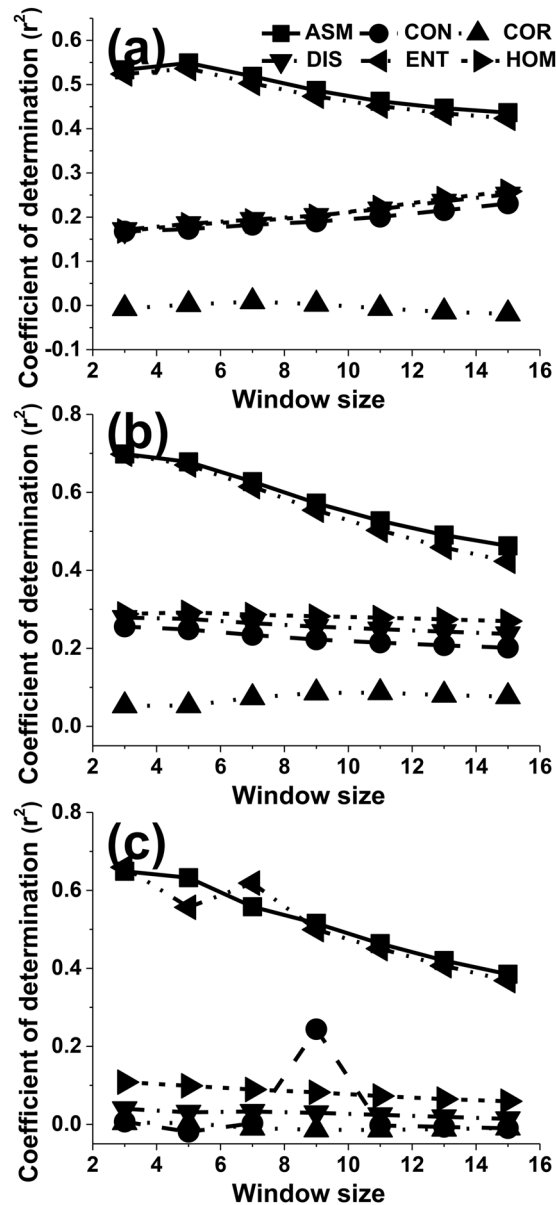 (a)
ASM CON COR
DIS ENT HOM
Coefficient of determination (r²)
0.6
0.5
0.4
0.3
0.2
0.1
0.0
-0.1
2 4 6 8 10 12 14 16
Window size
(b)
Coefficient of determination (r²)
0.8
0.6
0.4
0.2
0.0
2 4 6 8 10 12 14 16
Window size
(c)
Coefficient of determination (r²)
0.8
0.6
0.4
0.2
0.0
2 4 6 8 10 12 14 16
Window size